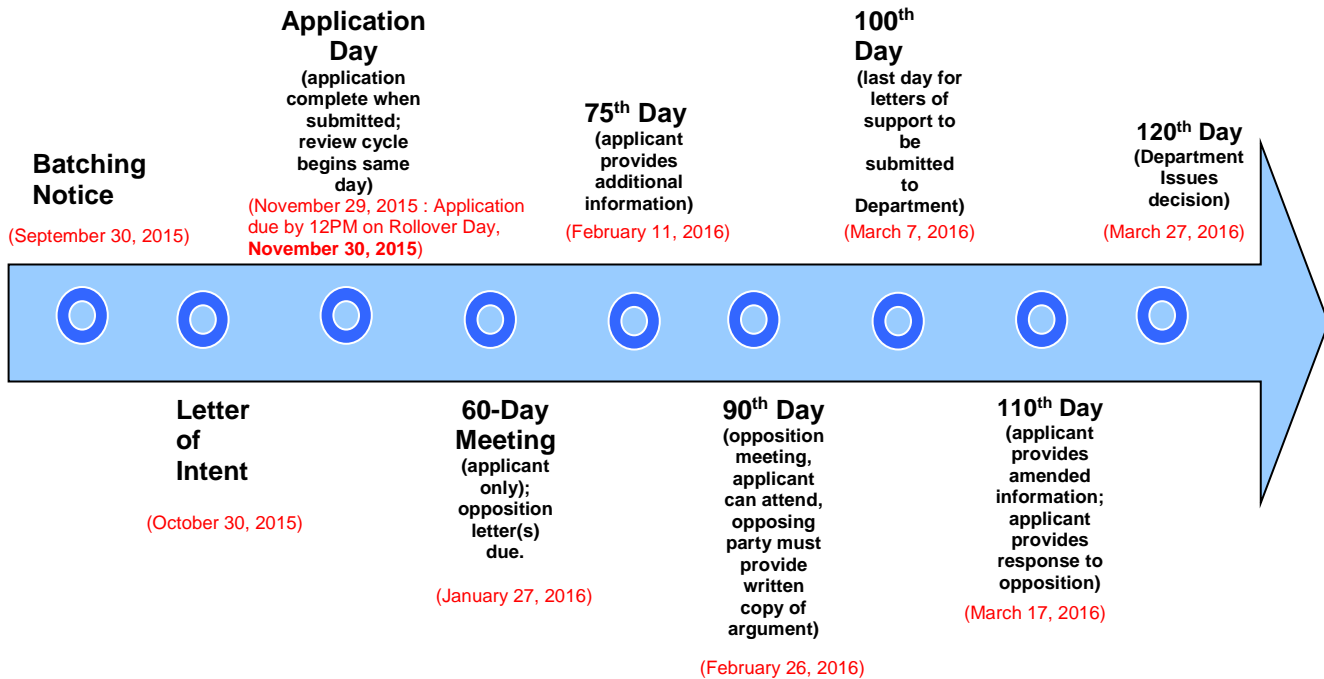 Batching
Notice
(September 30, 2015)
Letter
of
Intent
(October 30, 2015)
Application
Day
(application
complete when
submitted;
review cycle
begins same
day)
(November 29, 2015 : Application
due by 12PM on Rollover Day,
November 30, 2015)
60-Day
Meeting
(applicant
only);
opposition
letter(s)
due.
(January 27, 2016)
75th Day
(applicant
provides
additional
information)
(February 11, 2016)
90th Day
(opposition
meeting,
applicant
can attend,
opposing
party must
provide
written
copy of
argument)
(February 26, 2016)
100th
Day
(last day for
letters of
support to
be
submitted
to
Department)
(March 7, 2016)
110th Day
(applicant
provides
amended
information;
applicant
provides
response to
opposition)
(March 17, 2016)
120th Day
(Department
Issues
decision)
(March 27, 2016)